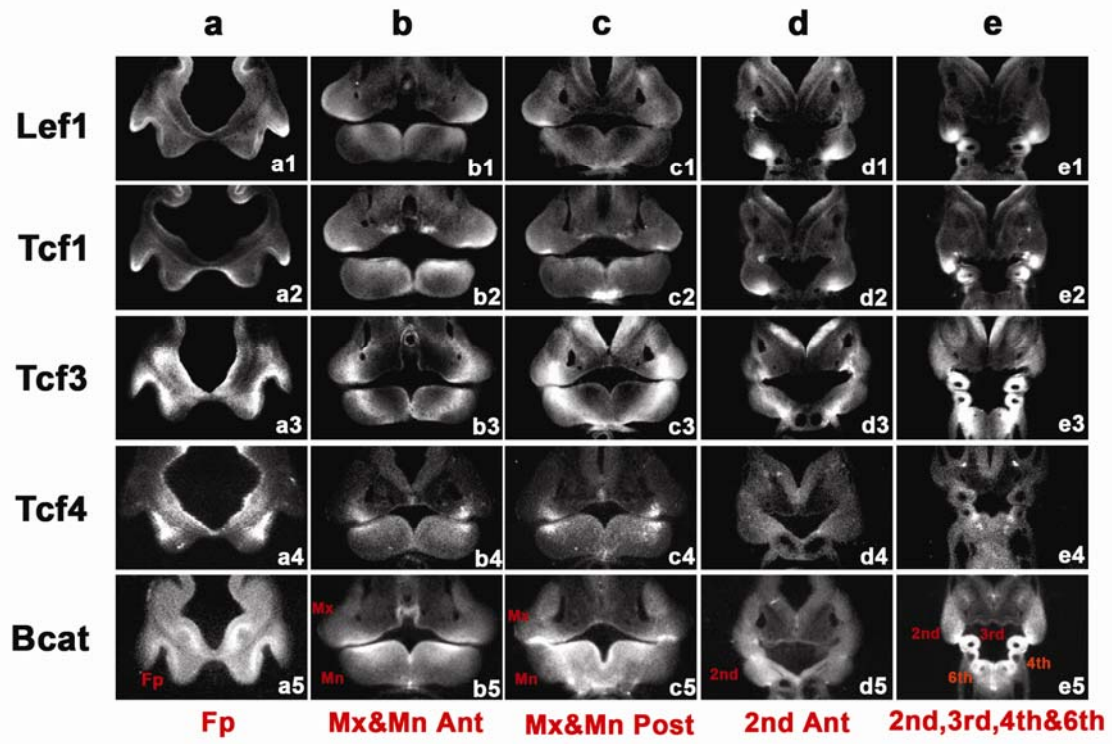 a b c d e
Lef1 a1 b1 c1 d1 e1
Tcf1 a2 b2 c2 d2 e2
Tcf3 a3 b3 c3 d3 e3
Tcf4 a4 b4 c4 d4 e4
Mx Mx 2nd 3rd
Bcat 4th
Fp Mn Mn 2nd 6th
a5 b5 c5 d5 e5
Fp Mx&Mn Ant Mx&Mn Post 2nd Ant 2nd,3rd,4th&6th